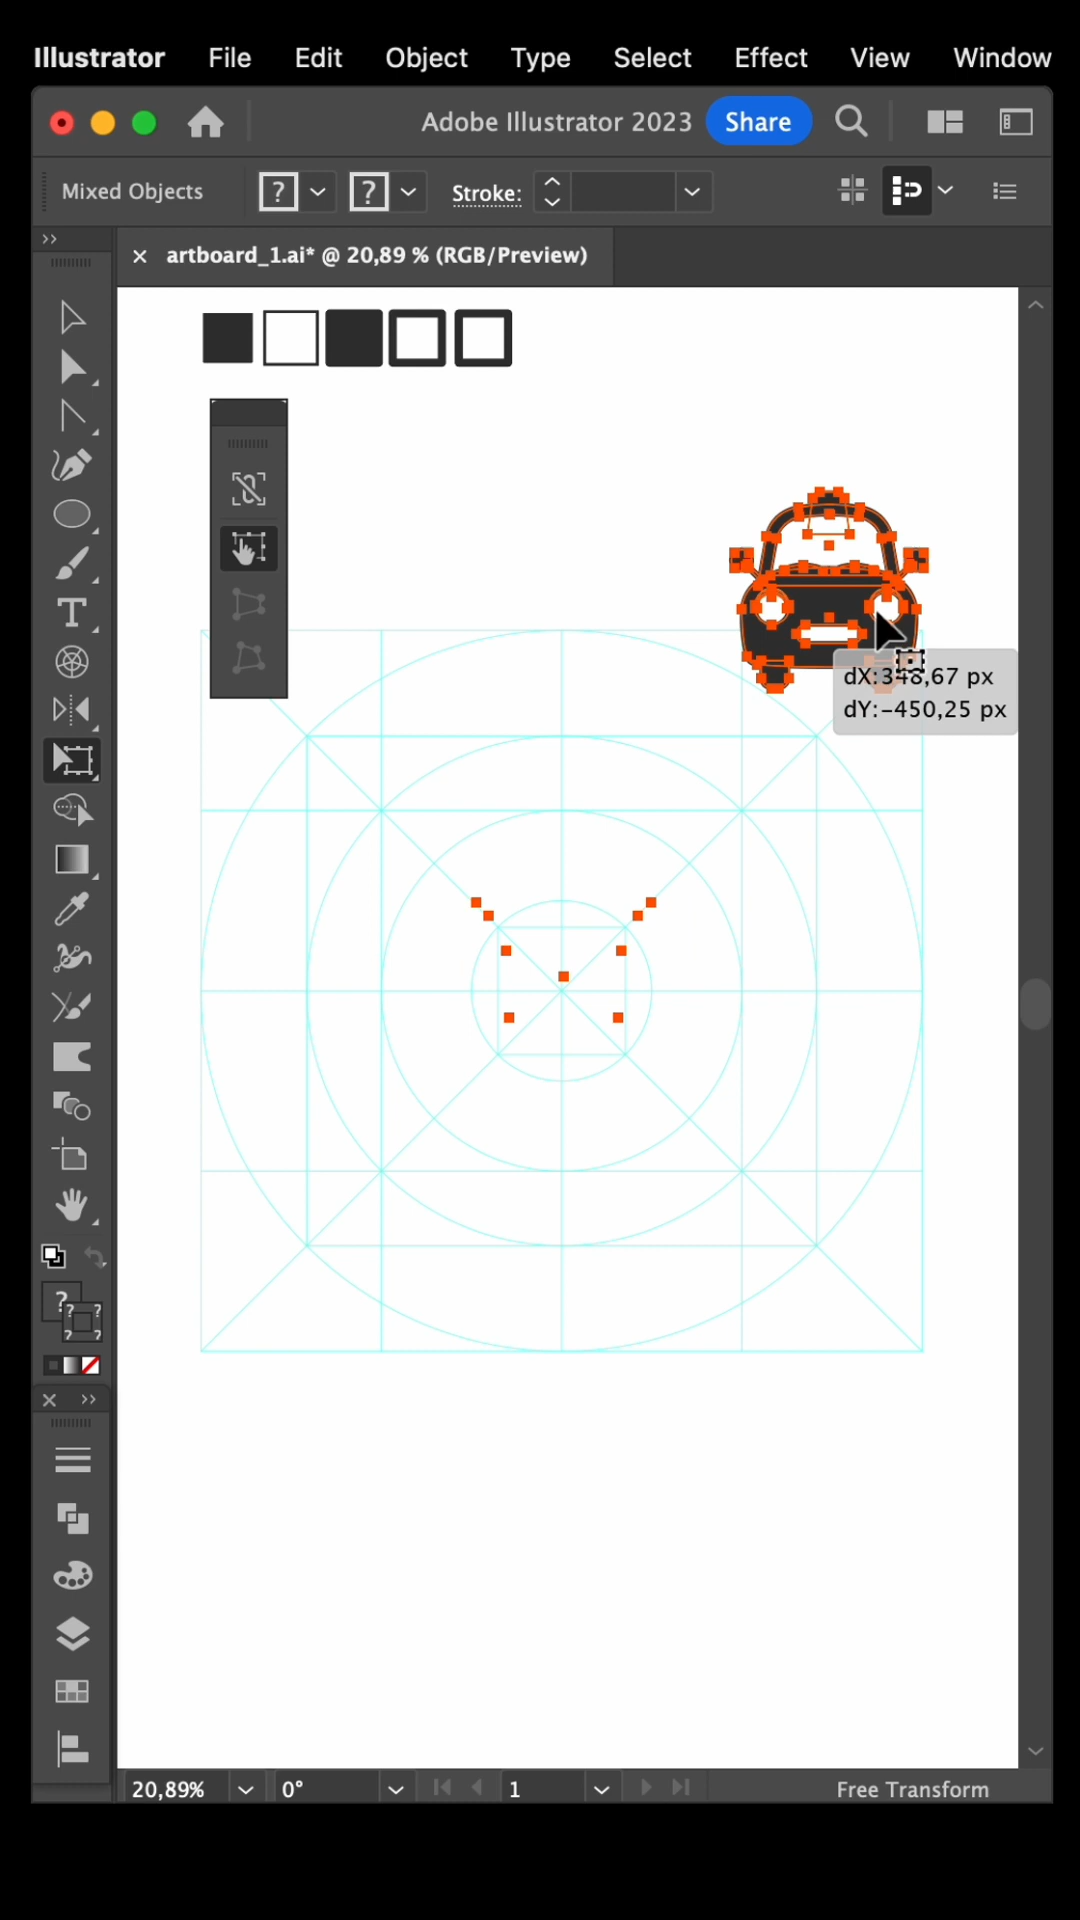 Illustrator File Edit Object Type Select Effect View Window
Adobe Illustrator 2023 Share
Mixed Objects ? ? Stroke:
× artboard_1.ai* @ 20,89 % (RGB/Preview)
dX:348,67 px
dY:-450,25 px
T
?
? ?
? ?
20,89% 0° 1 Free Transform